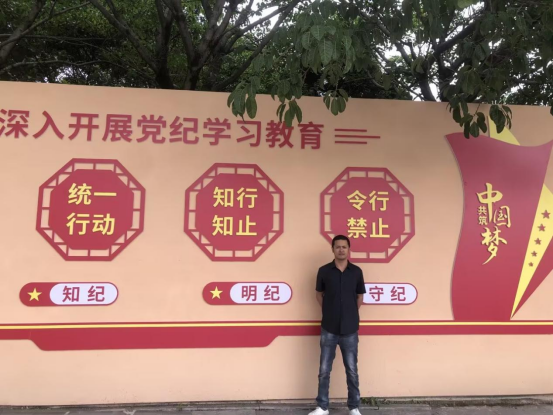 深入开展党纪学习教育
统一
行动
知行
知止
令行
禁止
知纪
明纪
守纪
中国梦
共筑